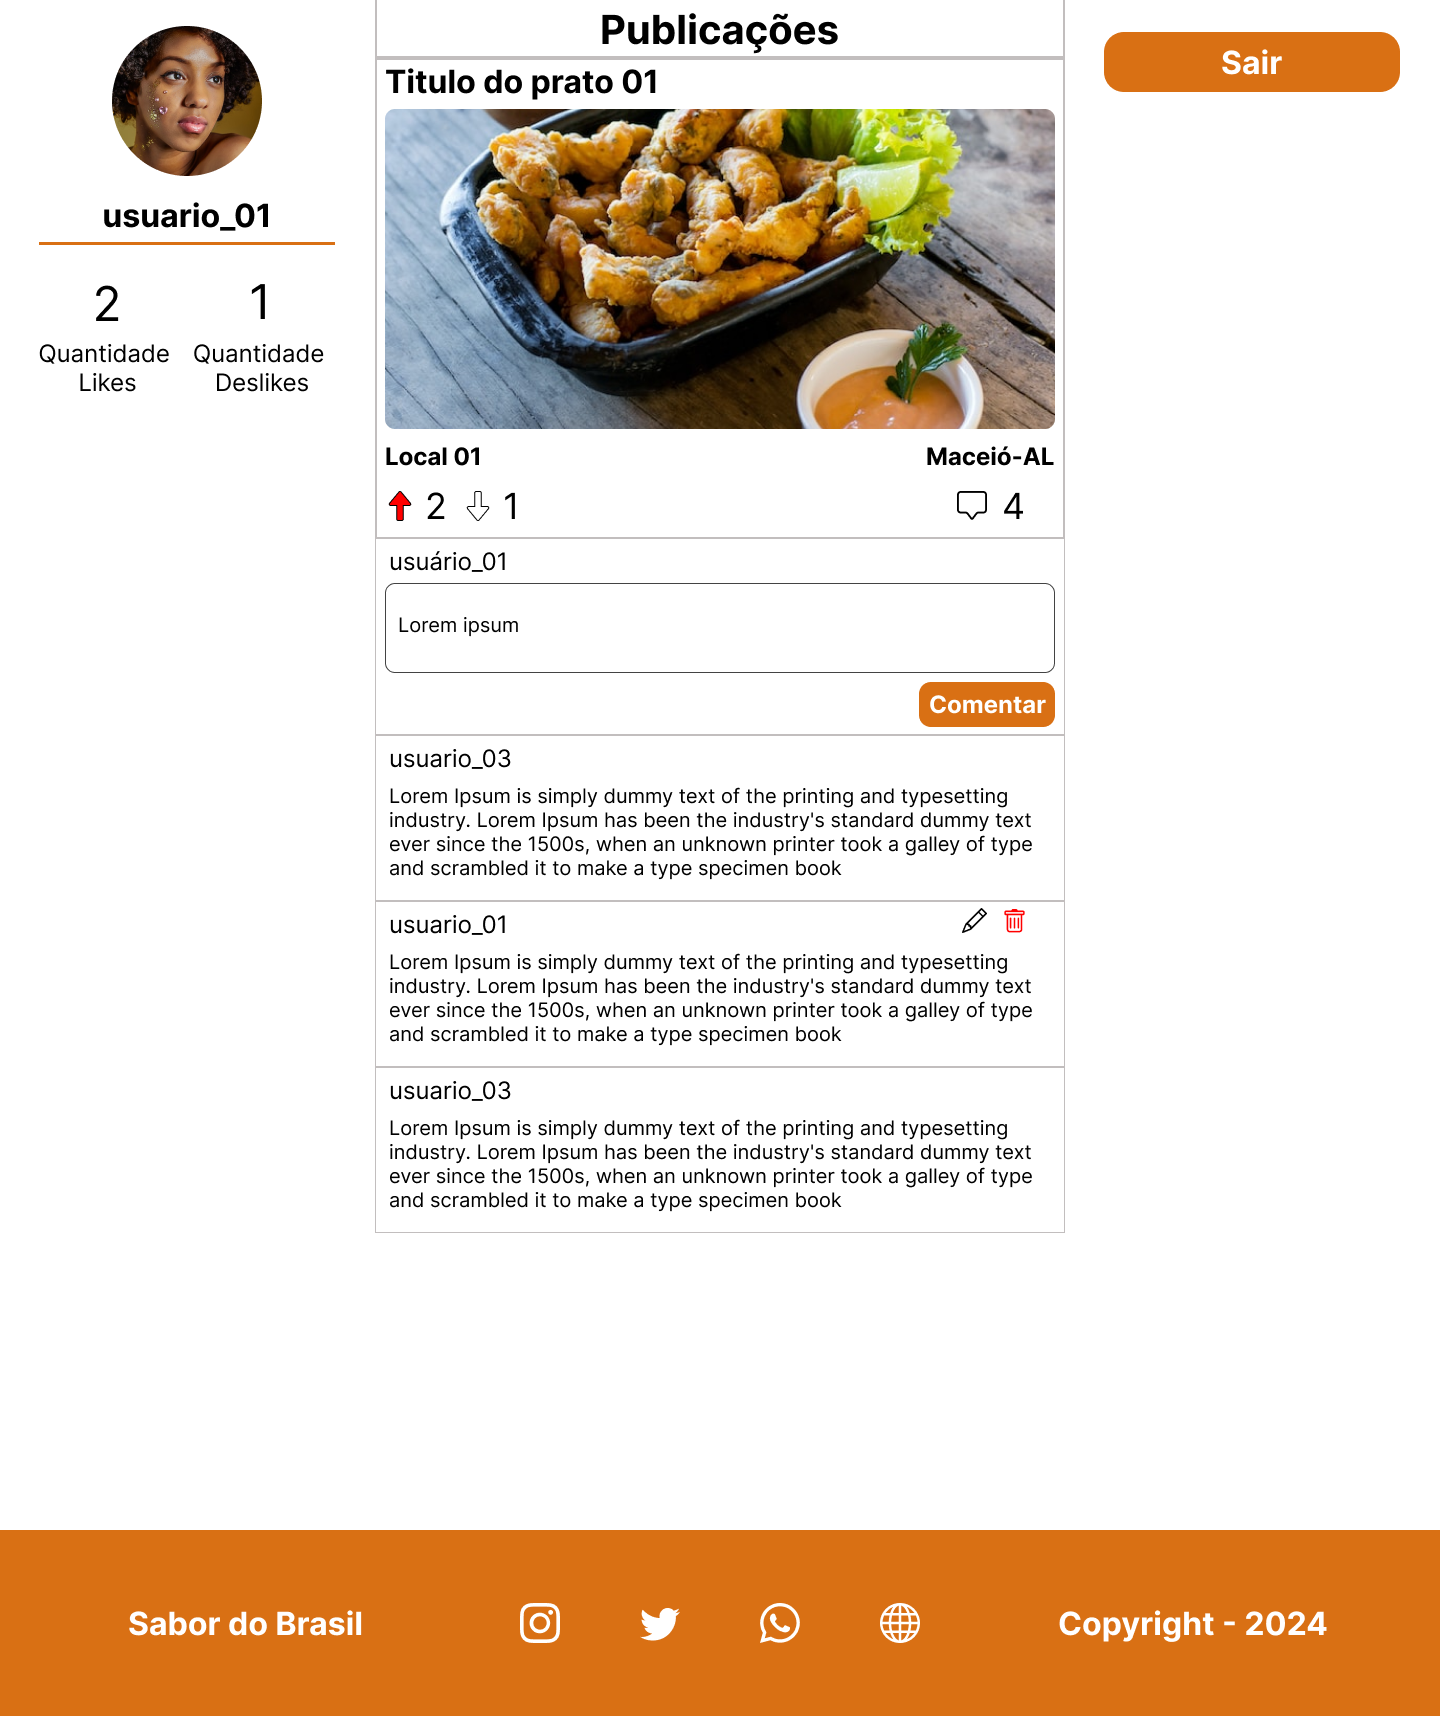 usuario_01
2
1
Quantidade
Likes
Quantidade
Deslikes
Publicações
Titulo do prato 01
Local 01
Maceió-AL
2
1
4
usuário_01
Lorem ipsum
Comentar
usuario_03
Lorem Ipsum is simply dummy text of the printing and typesetting
industry. Lorem Ipsum has been the industry's standard dummy text
ever since the 1500s, when an unknown printer took a galley of type
and scrambled it to make a type specimen book
usuario_01
Lorem Ipsum is simply dummy text of the printing and typesetting
industry. Lorem Ipsum has been the industry's standard dummy text
ever since the 1500s, when an unknown printer took a galley of type
and scrambled it to make a type specimen book
usuario_03
Lorem Ipsum is simply dummy text of the printing and typesetting
industry. Lorem Ipsum has been the industry's standard dummy text
ever since the 1500s, when an unknown printer took a galley of type
and scrambled it to make a type specimen book
Sair
Sabor do Brasil
Copyright - 2024